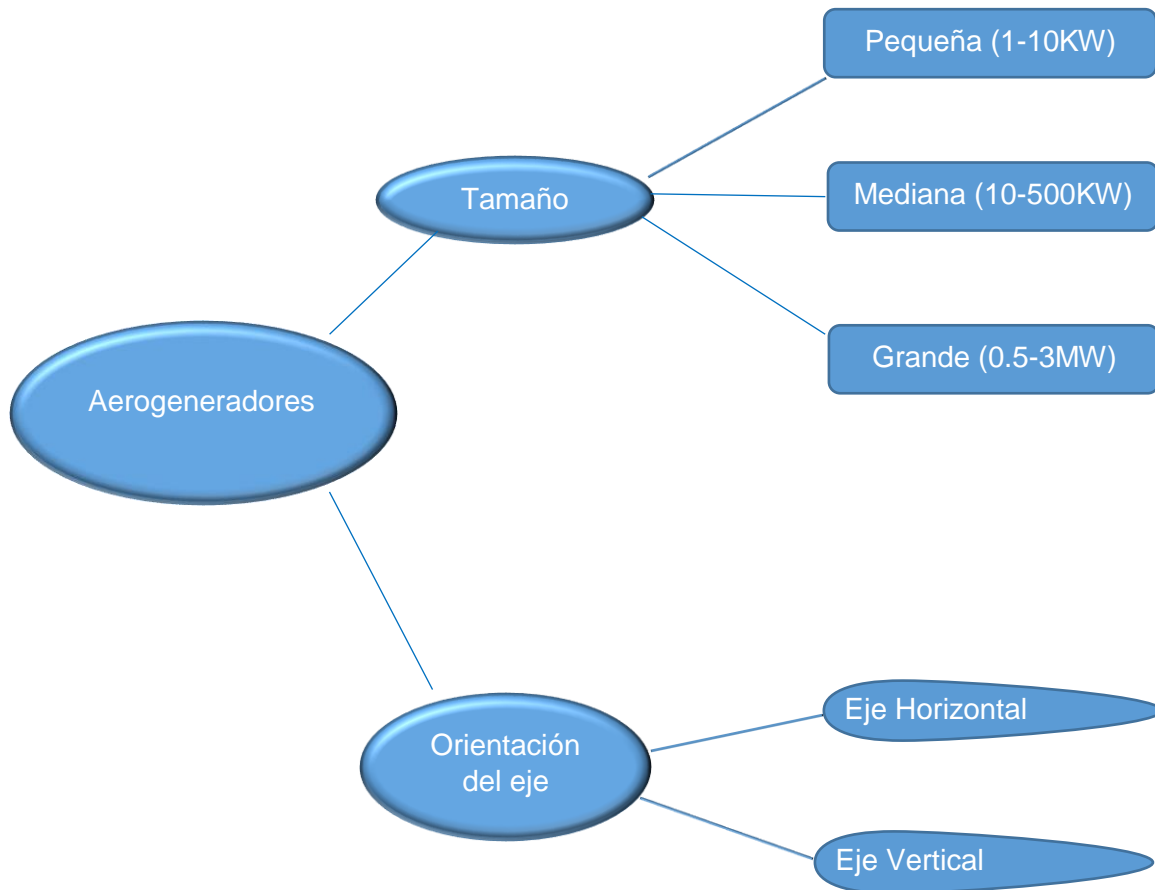 Pequeña (1-10KW)
Tamaño
Mediana (10-500KW)
Grande (0.5-3MW)
Aerogeneradores
Orientación
del eje
Eje Horizontal
Eje Vertical